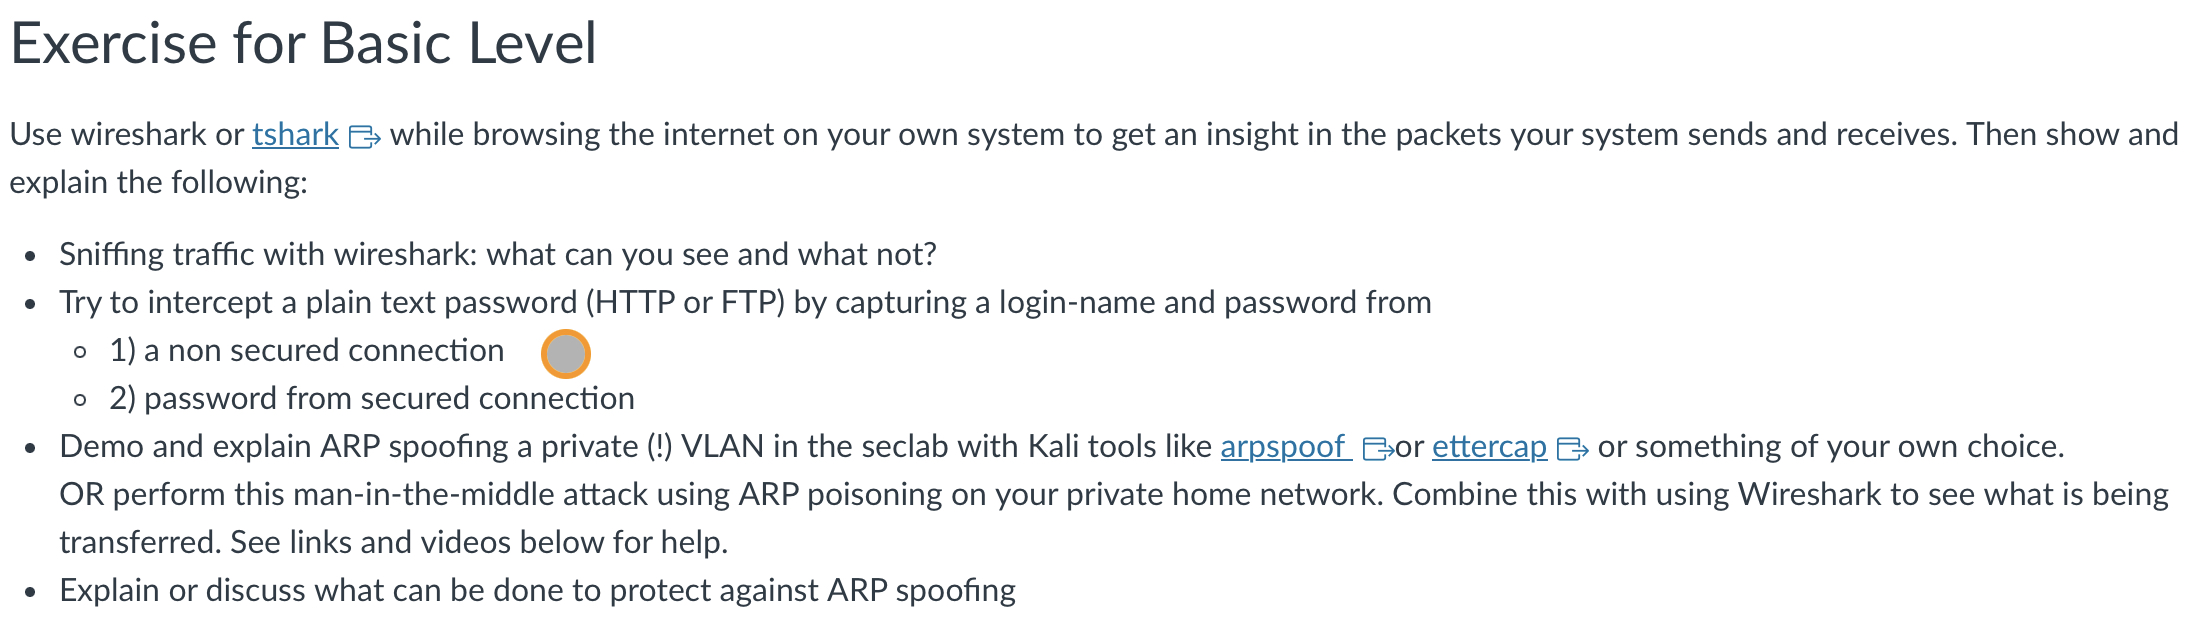 Exercise for Basic Level
Use wireshark or tshark while browsing the internet on your own system to get an insight in the packets your system sends and receives. Then show and
explain the following:
• Sniffing traffic with wireshark: what can you see and what not?
• Try to intercept a plain text password (HTTP or FTP) by capturing a login-name and password from
◦ 1) a non secured connection
◦ 2) password from secured connection
• Demo and explain ARP spoofing a private (!) VLAN in the seclab with Kali tools like arpspoof or ettercap or something of your own choice.
OR perform this man-in-the-middle attack using ARP poisoning on your private home network. Combine this with using Wireshark to see what is being
transferred. See links and videos below for help.
• Explain or discuss what can be done to protect against ARP spoofing